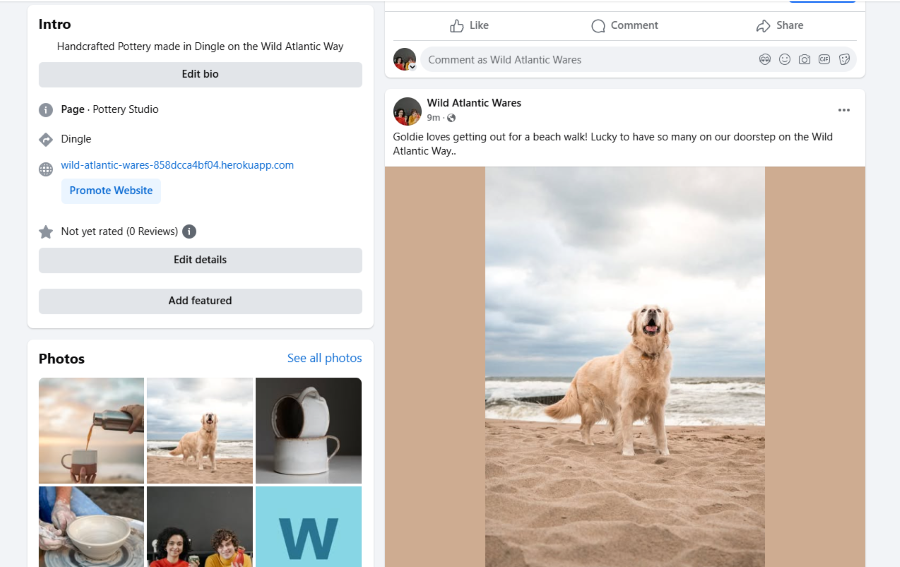 Intro
Handcrafted Pottery made in Dingle on the Wild Atlantic Way
Edit bio
Page · Pottery Studio
Dingle
wild-atlantic-wares-858dcca4bf04.herokuapp.com
Promote Website
Not yet rated (0 Reviews)
Edit details
Add featured
Photos
See all photos
W
Like
Comment
Share
Comment as Wild Atlantic Wares
GIF
Wild Atlantic Wares
9m ·
Goldie loves getting out for a beach walk! Lucky to have so many on our doorstep on the Wild
Atlantic Way..